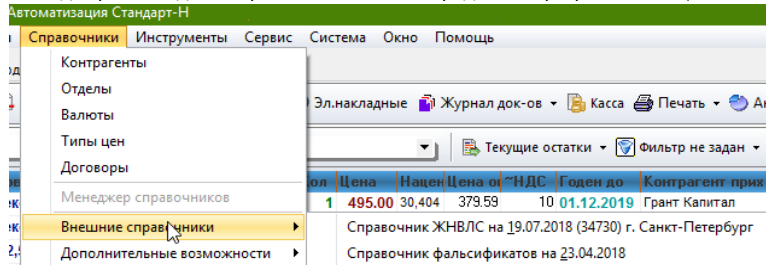 Автоматизация Стандарт-Н
Справочники Инструменты Сервис Система Окно Помощь
Контрагенты
Отделы
Эл.накладные Журнал док-ов Касса Печать
Валюты
Типы цен
Текущие остатки Фильтр не задан
Договоры
Цена Нацен Цена о ~НДС Годен до Контрагент прих
Менеджер справочников
1 495.00 30,404 379.59 10 01.12.2019 Грант Капитал
Внешние справочники
Справочник ЖНВЛС на 19.07.2018 (34730) г. Санкт-Петербург
Дополнительные возможности
Справочник фальсификатов на 23.04.2018